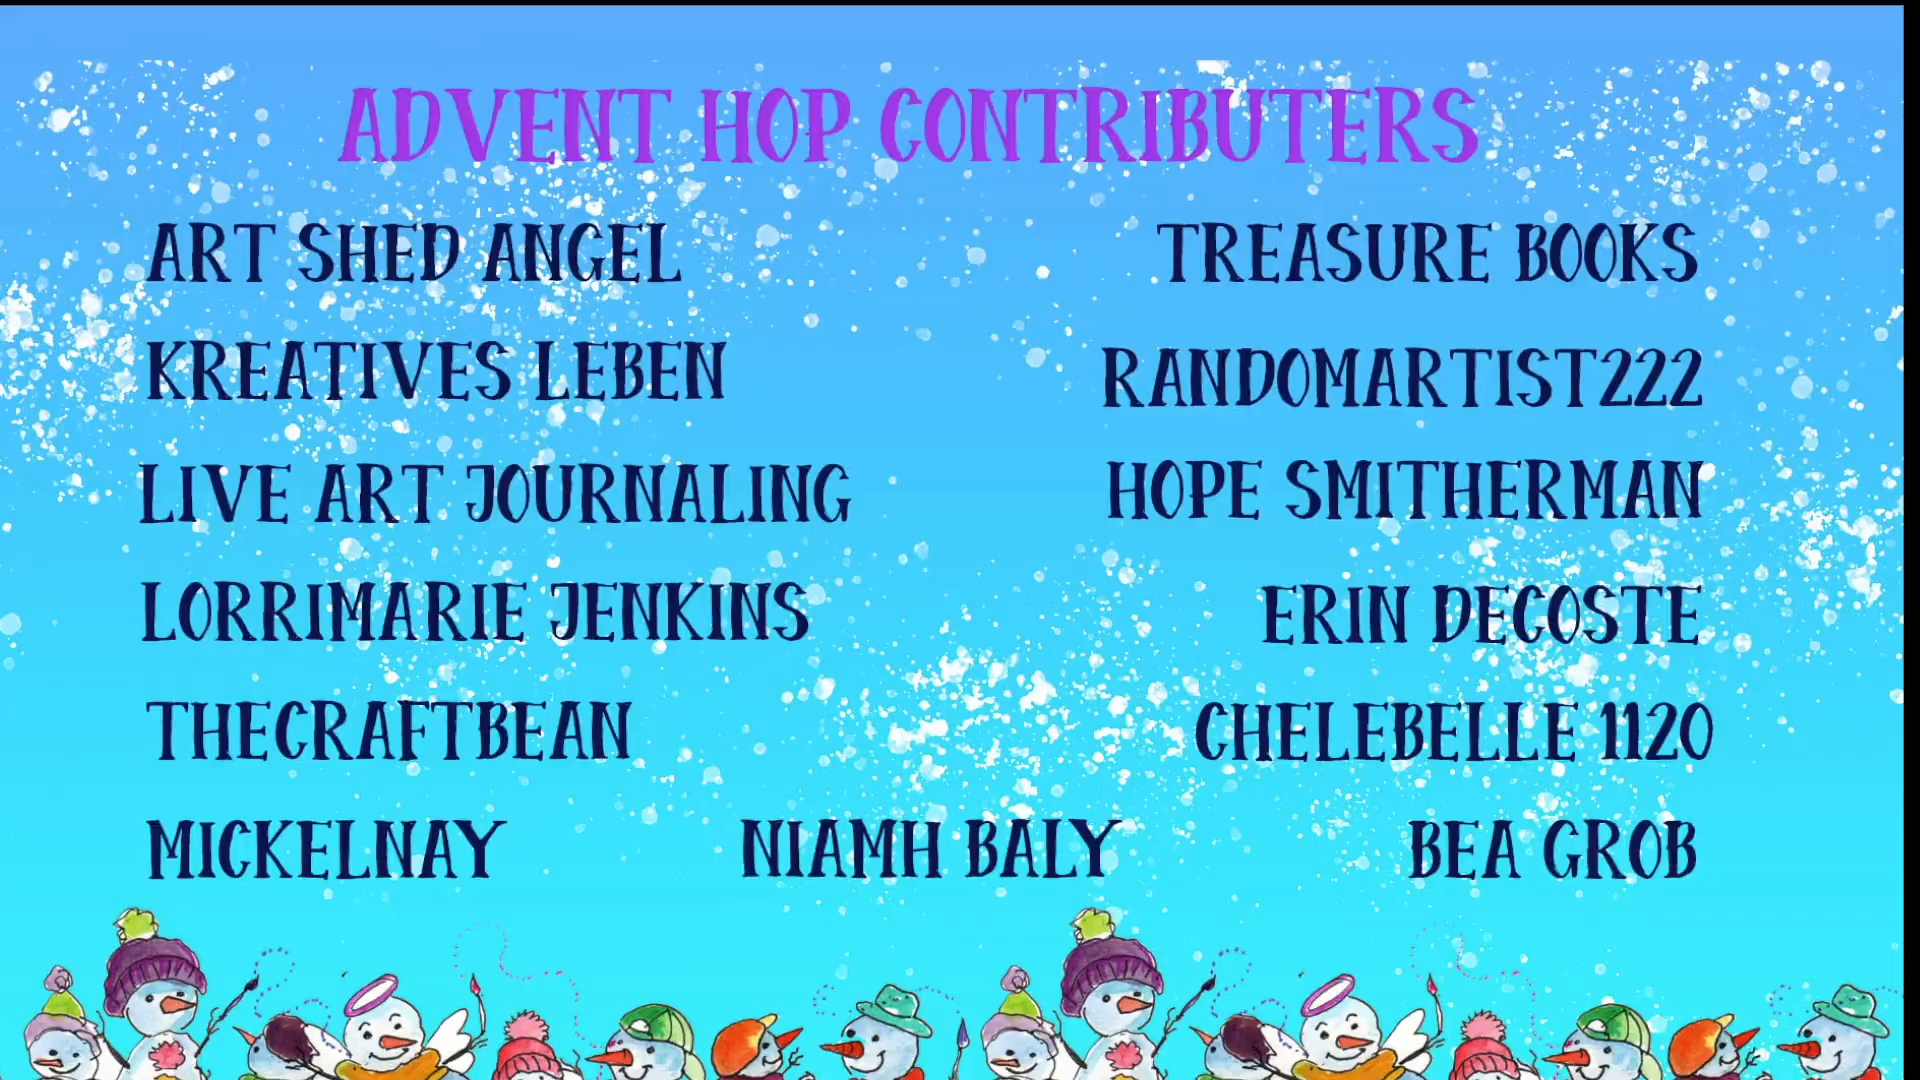 ADVENT HOP CONTRIBUTERS
ART SHED ANGEL
TREASURE BOOKS
KREATIVES LEBEN
RANDOMARTIST222
LIVE ART JOURNALING
HOPE SMITHERMAN
LORRIMARIE JENKINS
ERIN DECOSTE
THECRAFTBEAN
CHELEBELLE 1120
MICKELNAY
NIAMH BALY
BEA GROB